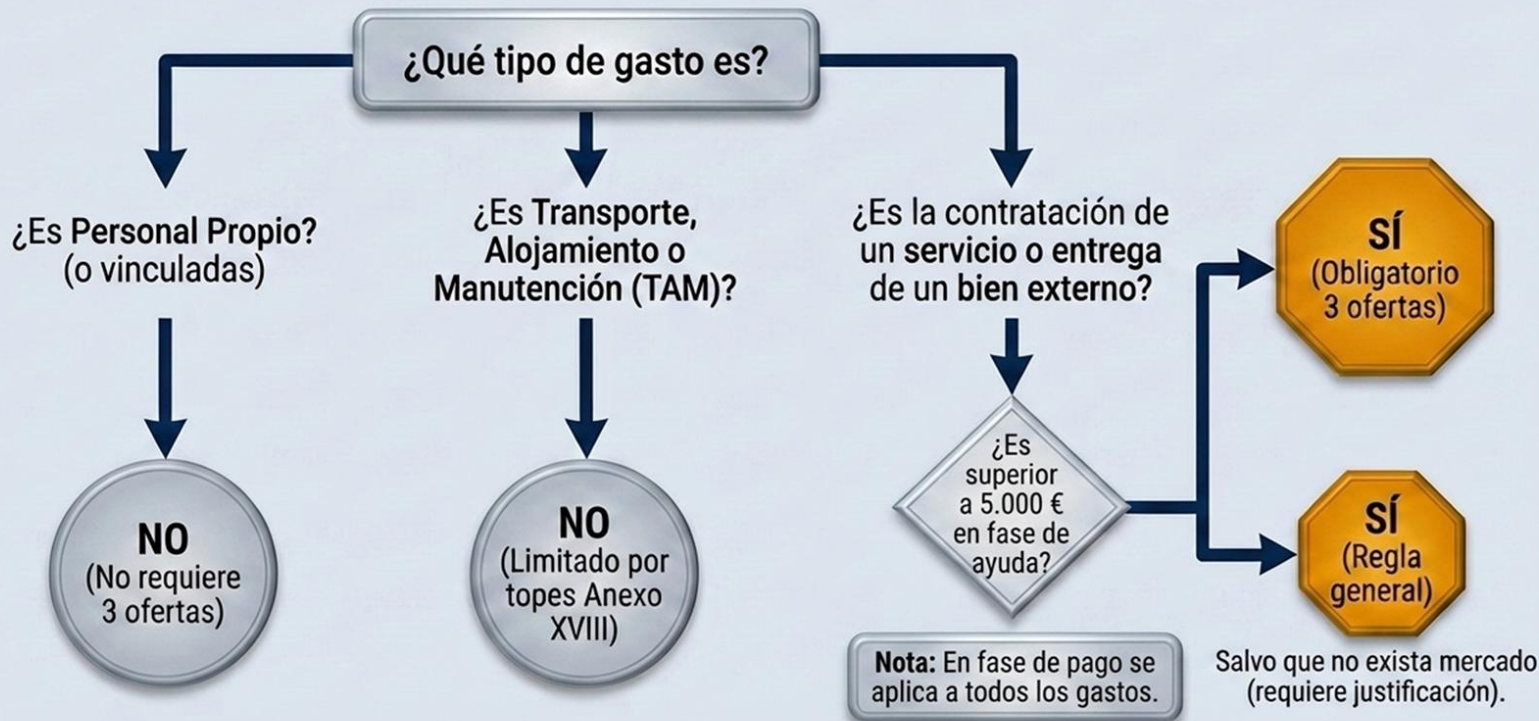 ¿Qué tipo de gasto es?
¿Es Personal Propio?
(o vinculadas)
¿Es Transporte,
Alojamiento o
Manutención (TAM)?
¿Es la contratación de
un servicio o entrega
de un bien externo?
SÍ
(Obligatorio
3 ofertas)
NO
(No requiere
3 ofertas)
NO
(Limitado por
topes Anexo
XVIII)
¿Es
superior
a 5.000 €
en fase de
ayuda?
SÍ
(Regla
general)
Nota: En fase de pago se
aplica a todos los gastos.
Salvo que no exista mercado
(requiere justificación).